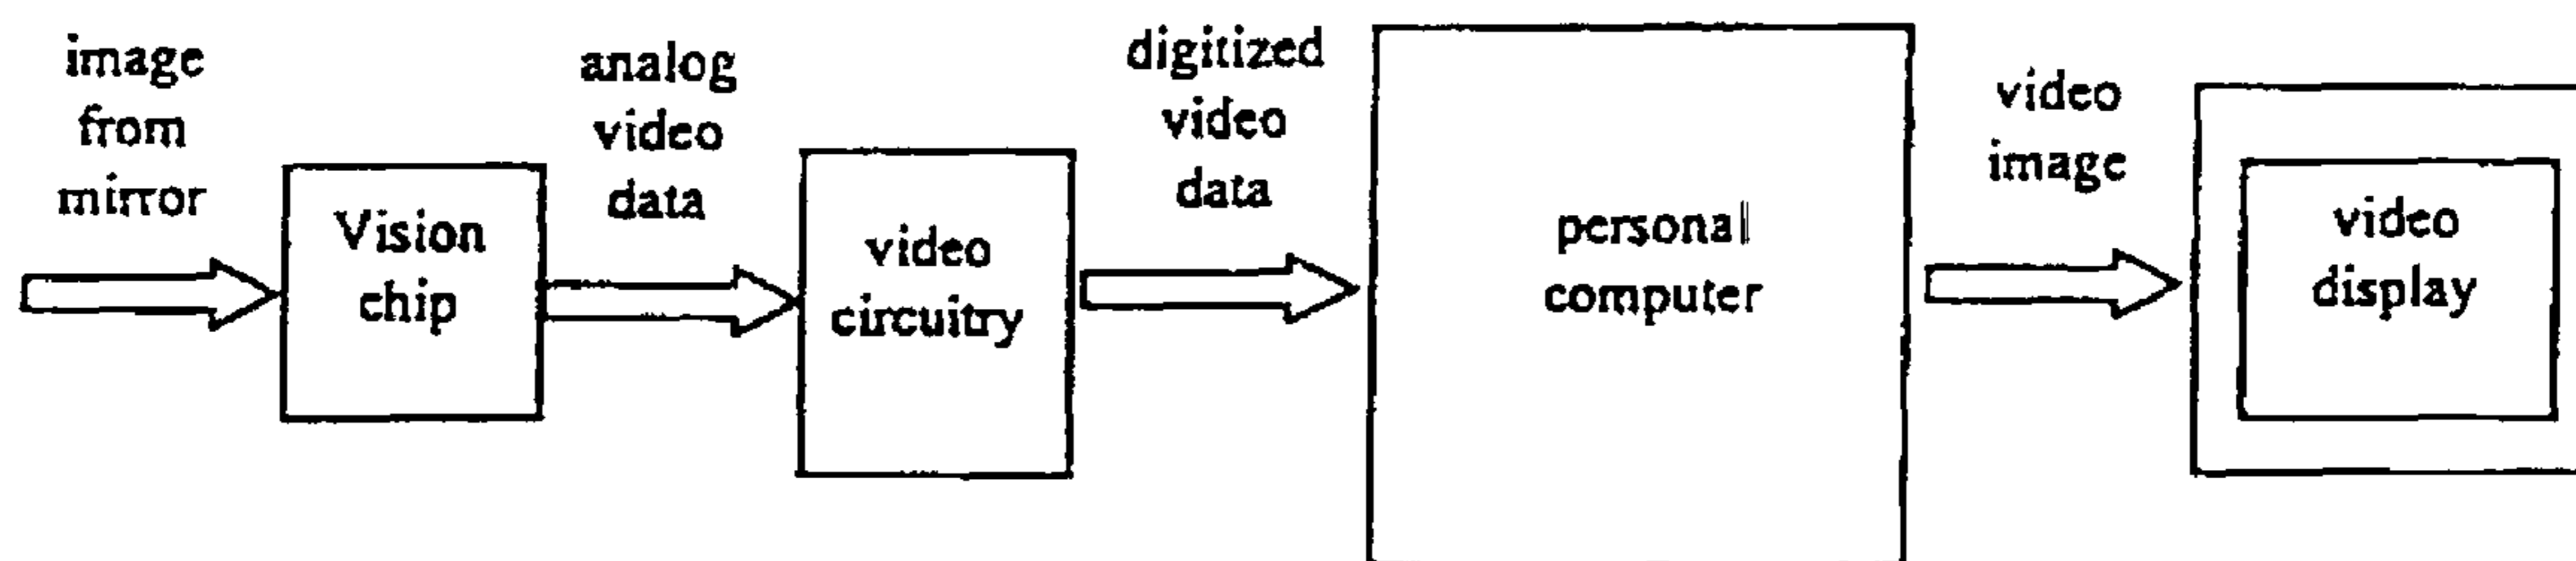 image
from
mirror
Vision
chip
analog
video
data
video
circuitry
digitized
video
data
personal
computer
video
image
video
display